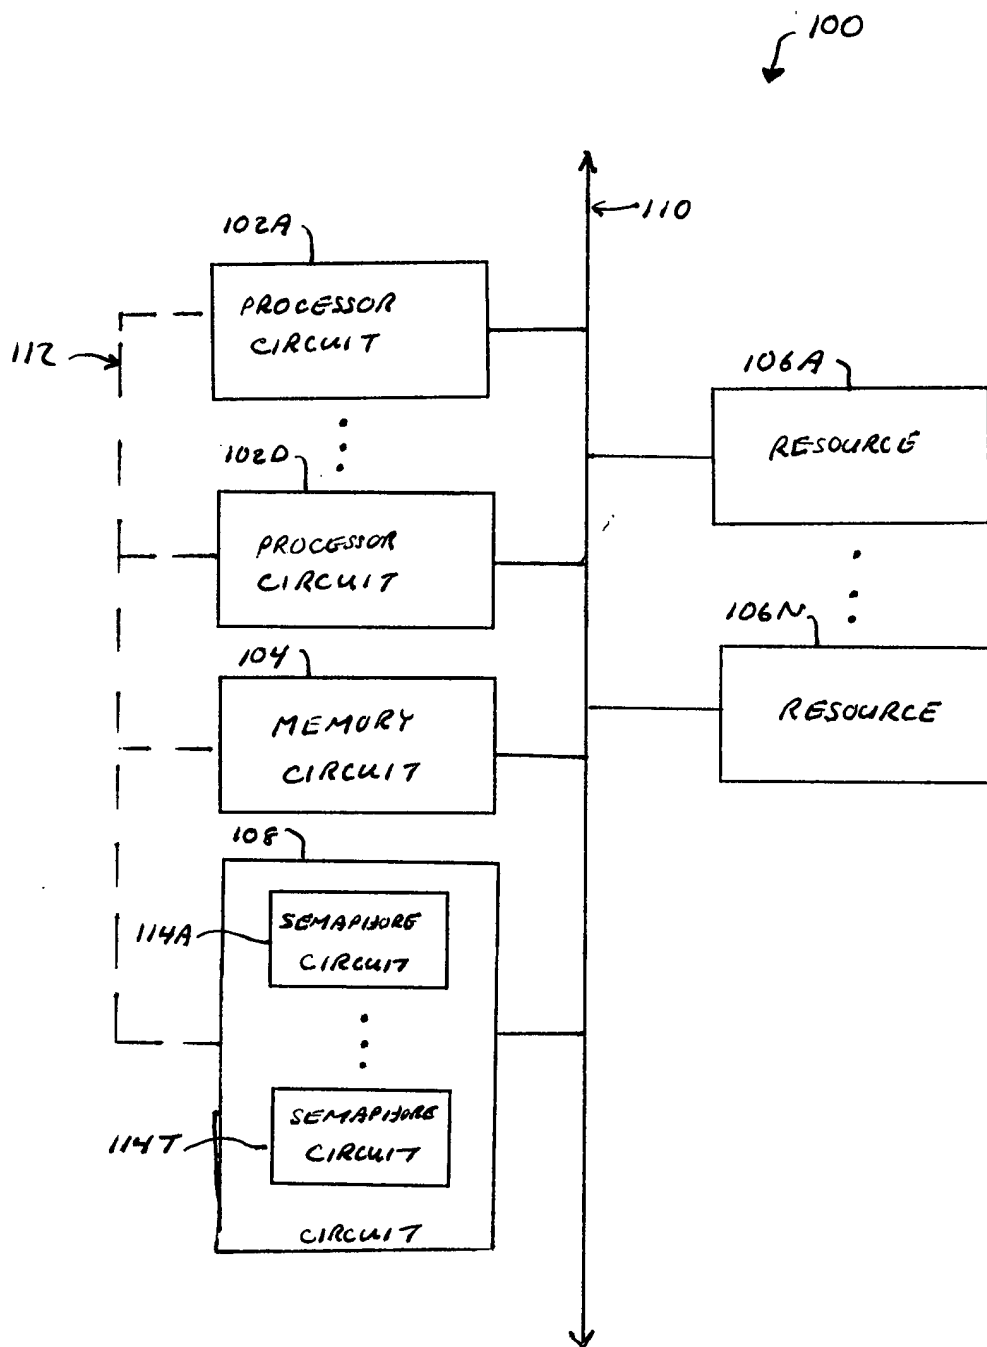 100
110
102A
PROCESSOR
CIRCUIT
112
106A
RESOURCE
102D
PROCESSOR
CIRCUIT
106N
RESOURCE
104
MEMORY
CIRCUIT
108
114A
SEMAPHORE
CIRCUIT
114T
SEMAPHORE
CIRCUIT
CIRCUIT